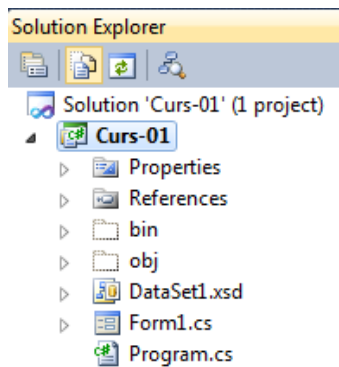 Solution Explorer
Solution 'Curs-01' (1 project)
Curs-01
Properties
References
bin
obj
DataSet1.xsd
Form1.cs
Program.cs